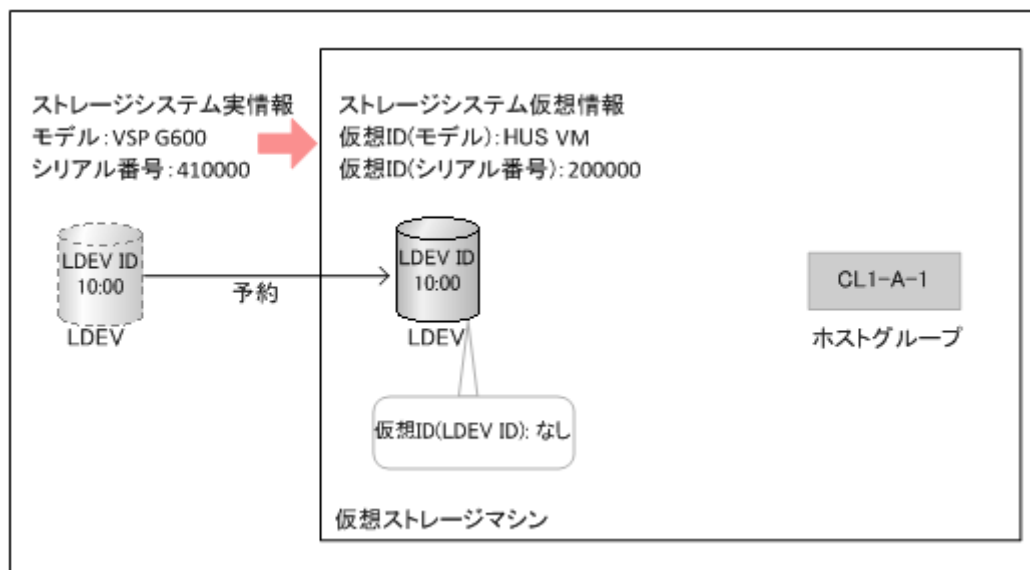 ストレージシステム実情報
モデル:VSP G600
シリアル番号:410000
ストレージシステム仮想情報
仮想ID(モデル):HUS VM
仮想ID(シリアル番号):200000
LDEV ID
10:00
LDEV
予約
LDEV ID
10:00
LDEV
CL1-A-1
ホストグループ
仮想ID(LDEV ID): なし
仮想ストレージマシン